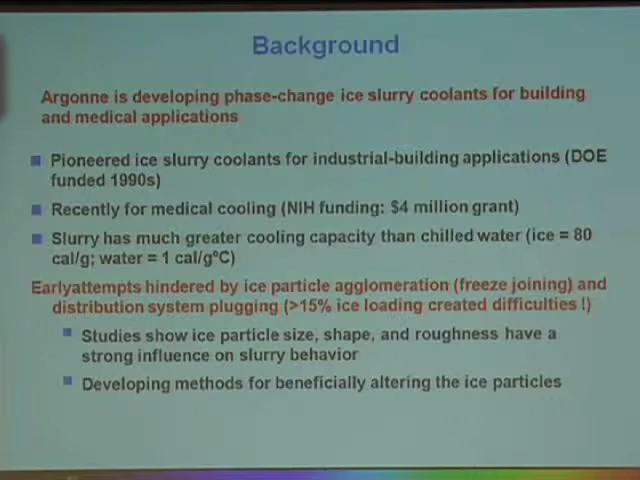 Background
Argonne is developing phase-change ice slurry coolants for building
and medical applications
Pioneered ice slurry coolants for industrial-building applications (DOE
funded 1990s)
Recently for medical cooling (NIH funding: $4 million grant)
Slurry has much greater cooling capacity than chilled water (ice = 80
cal/g; water = 1 cal/gºC)
Earlyattempts hindered by ice particle agglomeration (freeze joining) and
distribution system plugging (>15% ice loading created difficulties !)
Studies show ice particle size, shape, and roughness have a
strong influence on slurry behavior
Developing methods for beneficially altering the ice particles